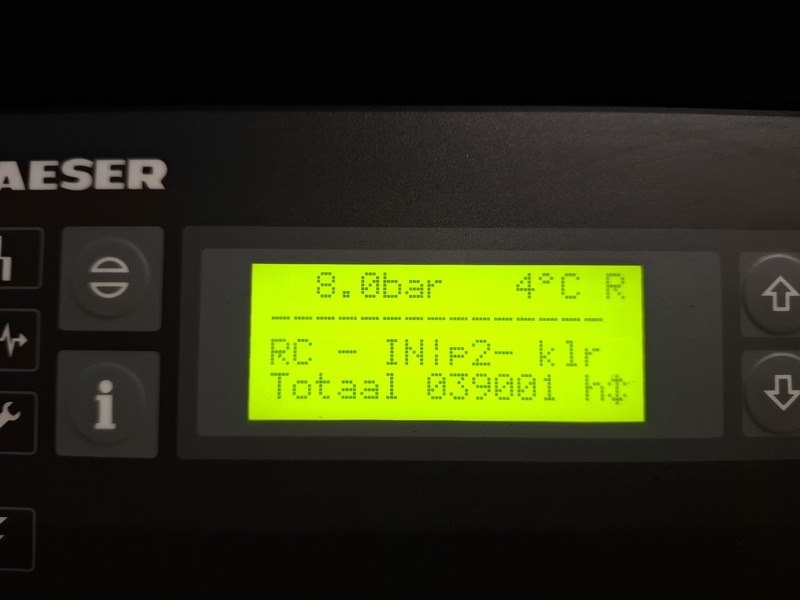 AESER
8.0bar 4°C R
---------------
RC - IN:p2- klr
Totaal 039001 h